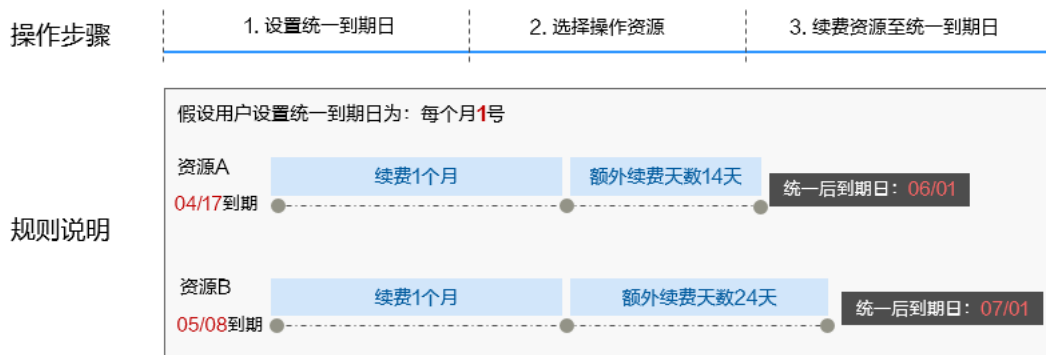 操作步骤
1. 设置统一到期日
2. 选择操作资源
3. 续费资源至统一到期日
规则说明
假设用户设置统一到期日为：每个月1号
资源A
续费1个月
额外续费天数14天
04/17到期
统一后到期日：06/01
资源B
续费1个月
额外续费天数24天
05/08到期
统一后到期日：07/01